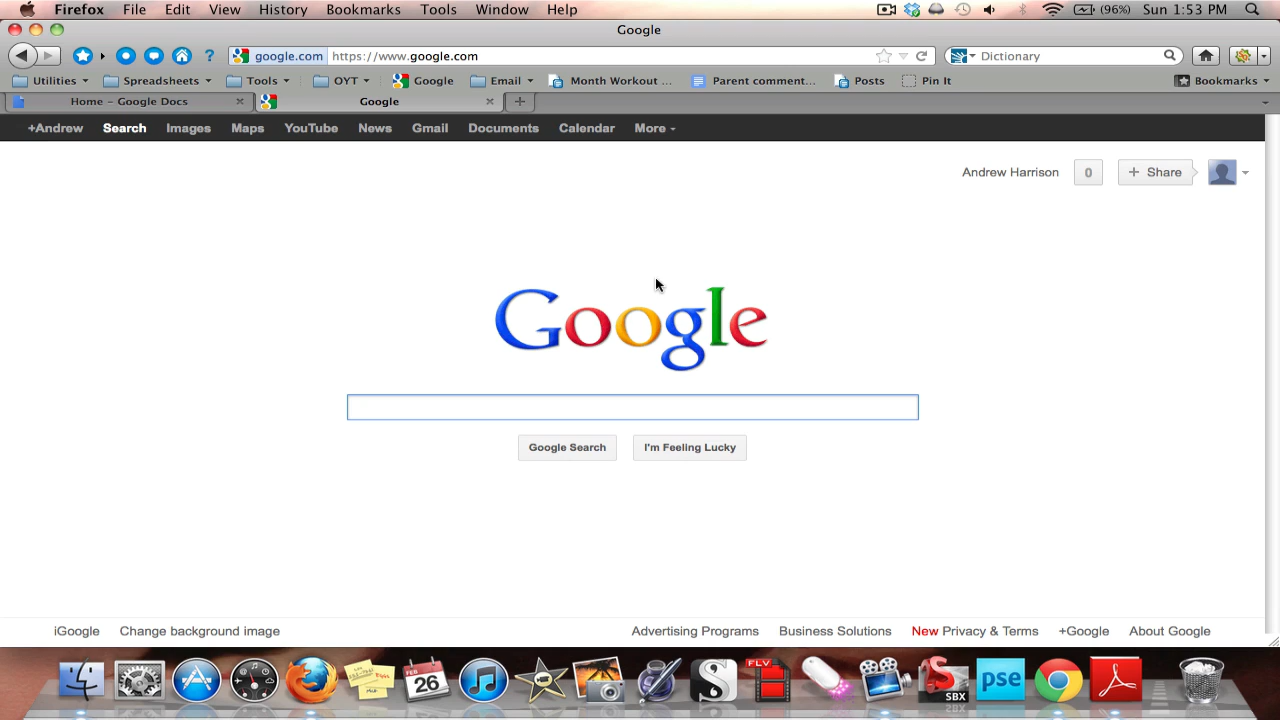 Firefox File Edit View History Bookmarks Tools Window Help (96%) Sun 1:53 PM
Google
google.com https://www.google.com Dictionary
Utilities Spreadsheets Tools OYT Google Email Month Workout ... Parent comment... Posts Pin It Bookmarks
Home – Google Docs Google
+Andrew Search Images Maps YouTube News Gmail Documents Calendar More
Andrew Harrison 0 + Share
Google
Google Search I'm Feeling Lucky
iGoogle Change background image Advertising Programs Business Solutions New Privacy & Terms +Google About Google
FEB 26 S FLV S SBX pse